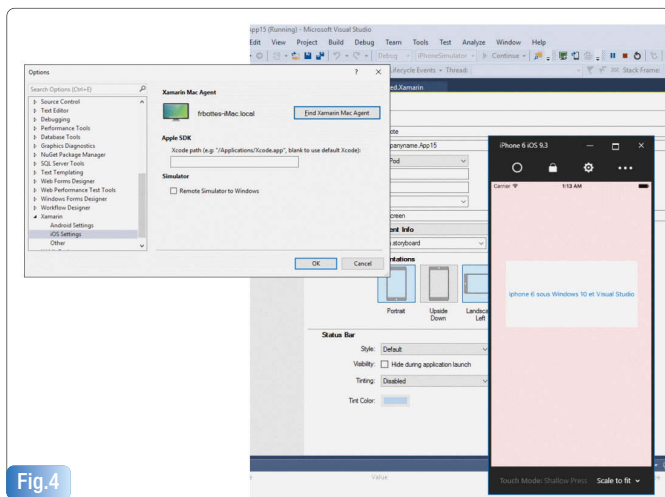 App15 (Running) - Microsoft Visual Studio
Edit View Project Build Debug Team Tools Test Analyze Window Help
Debug iPhoneSimulator Continue
Lifecycle Events Thread: Stack Frame:
Options ? ×
Search Options (Ctrl+E)
Source Control
Text Editor
Debugging
Performance Tools
Database Tools
Graphics Diagnostics
NuGet Package Manager
SQL Server Tools
Text Templating
Web Forms Designer
Web Performance Test Tools
Windows Forms Designer
Workflow Designer
Xamarin
Android Settings
iOS Settings
Other
Xamarin Mac Agent
frbottes-iMac.local
Find Xamarin Mac Agent
Apple SDK
Xcode path (e.g. "/Applications/Xcode.app", blank to use default Xcode):
Simulator
Remote Simulator to Windows
OK Cancel
ed.Xamarin
ote
panyname.App15
Pod
creen
ent Info
.storyboard
ntations
Portrait
Upside Down
Landsca
Left
Status Bar
Style: Default
Visibility: Hide during application launch
Tinting: Disabled
Tint Color:
Value
iPhone 6 iOS 9.3
Carrier 1:13 AM
Iphone 6 sous Windows 10 et Visual Studio
Touch Mode: Shallow Press Scale to fit
Fig.4